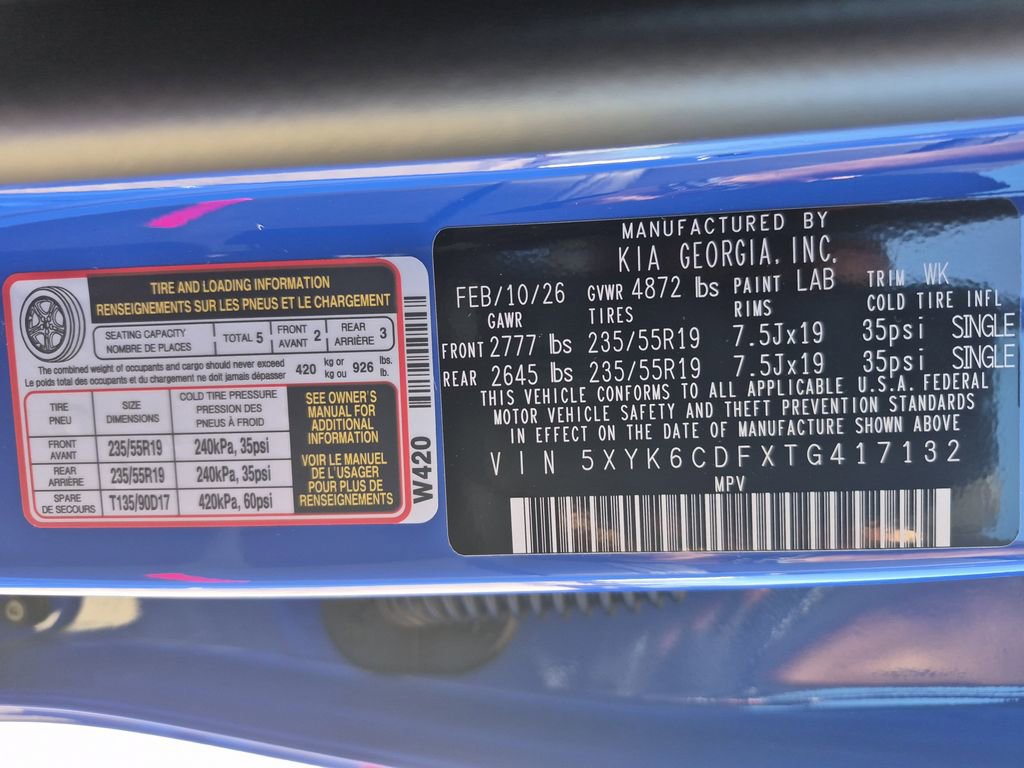 TIRE AND LOADING INFORMATION
RENSEIGNEMENTS SUR LES PNEUS ET LE CHARGEMENT
SEATING CAPACITY
NOMBRE DE PLACES
TOTAL 5
FRONT
AVANT 2
REAR
ARRIÈRE 3
The combined weight of occupants and cargo should never exceed
Le poids total des occupants et du chargement ne doit jamais dépasser
420 kg or
kg ou 926 lbs.
lb.
TIRE
PNEU
SIZE
DIMENSIONS
COLD TIRE PRESSURE
PRESSION DES
PNEUS À FROID
FRONT
AVANT
235/55R19
240kPa, 35psi
REAR
ARRIÈRE
235/55R19
240kPa, 35psi
SPARE
DE SECOURS
T135/90D17
420kPa, 60psi
SEE OWNER'S
MANUAL FOR
ADDITIONAL
INFORMATION
VOIR LE MANUEL
DE L'USAGER
POUR PLUS DE
RENSEIGNEMENTS
W420
MANUFACTURED BY
KIA GEORGIA, INC.
FEB/10/26 GVWR 4872 lbs PAINT LAB TRIM WK
GAWR TIRES RIMS COLD TIRE INFL
FRONT 2777 lbs 235/55R19 7.5Jx19 35psi SINGLE
REAR 2645 lbs 235/55R19 7.5Jx19 35psi SINGLE
THIS VEHICLE CONFORMS TO ALL APPLICABLE U.S.A. FEDERAL
MOTOR VEHICLE SAFETY AND THEFT PREVENTION STANDARDS
IN EFFECT ON THE DATE OF MANUFACTURE SHOWN ABOVE
VIN 5XYK6CDFXTG417132
MPV